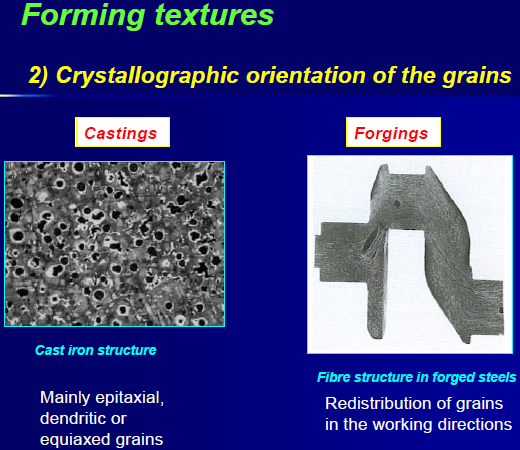 Forming textures
2) Crystallographic orientation of the grains
Castings
Forgings
Cast iron structure
Mainly epitaxial,
dendritic or
equiaxed grains
Fibre structure in forged steels
Redistribution of grains
in the working directions